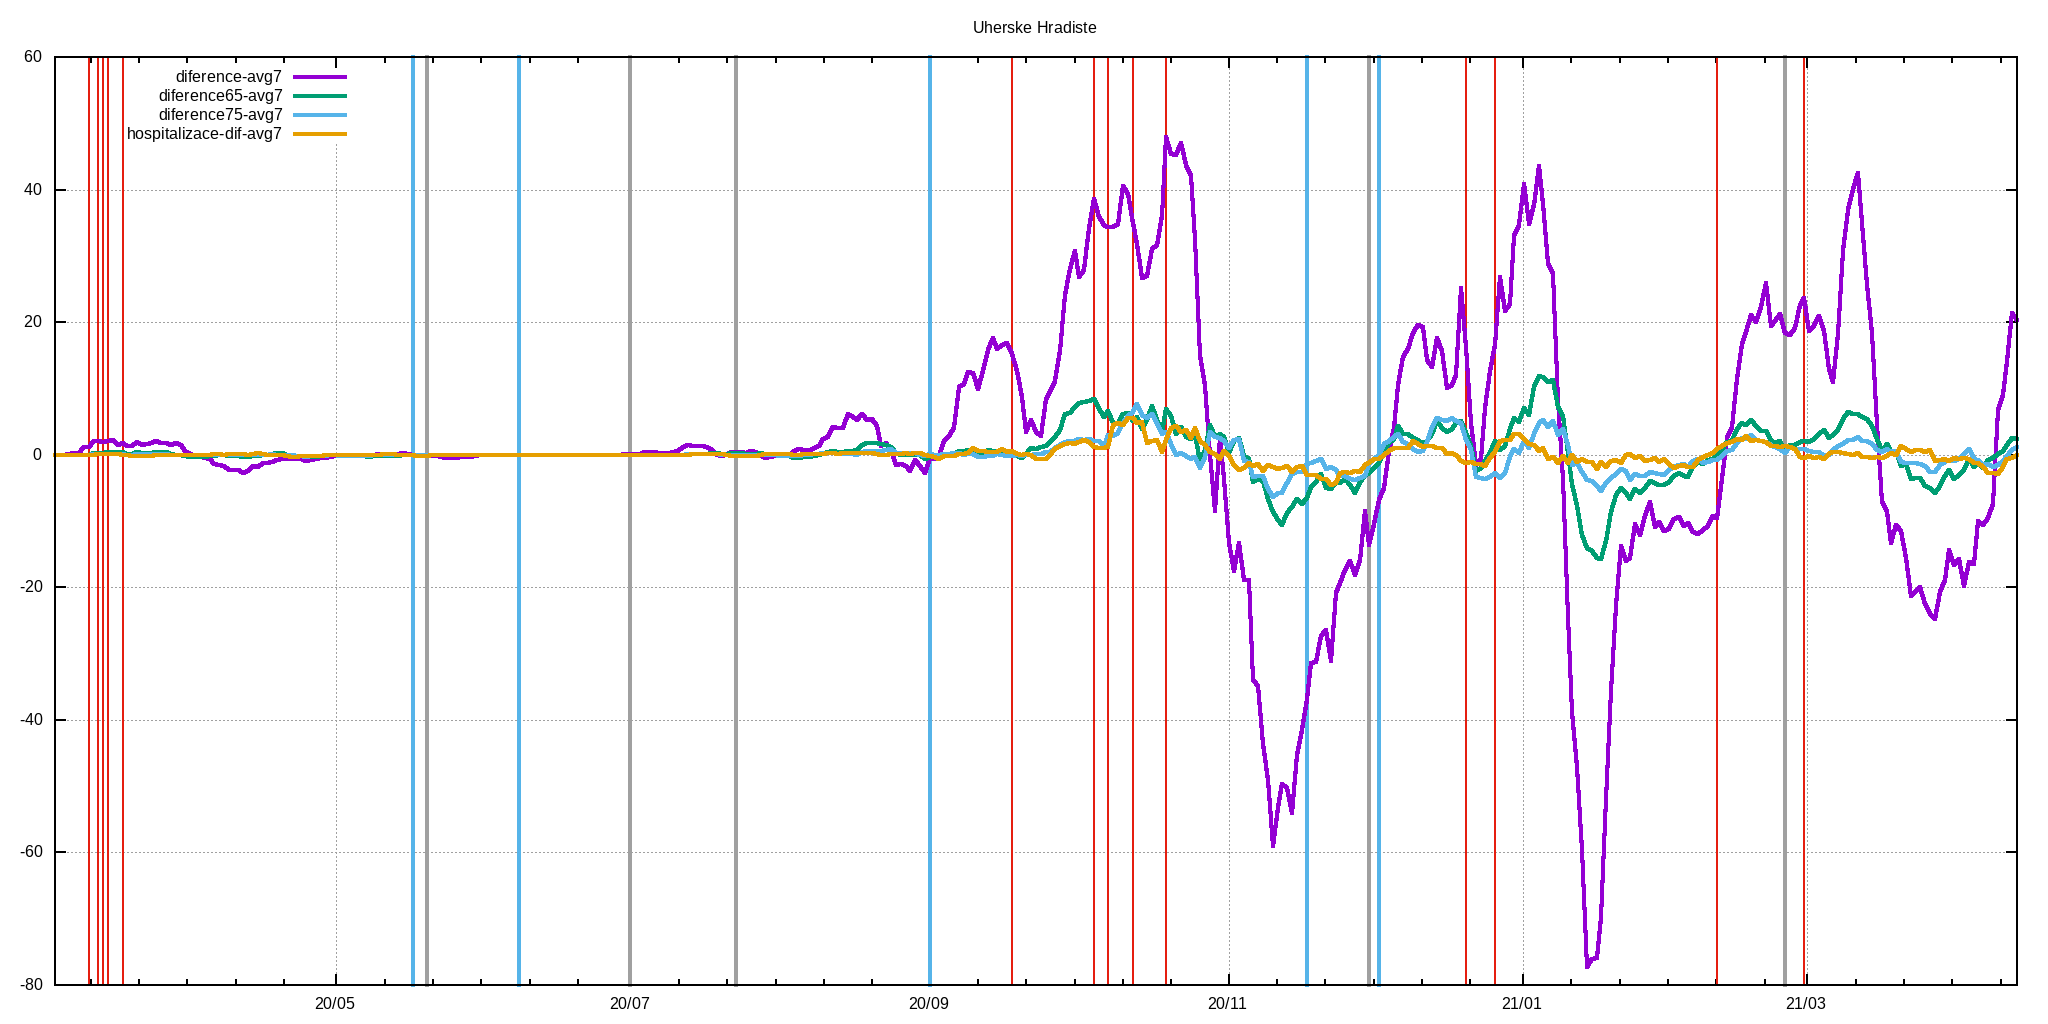 Uherske Hradiste
60
diference-avg7
diference65-avg7
diference75-avg7
hospitalizace-dif-avg7
40
20
0
-20
-40
-60
-80
20/05 20/07 20/09 20/11 21/01 21/03